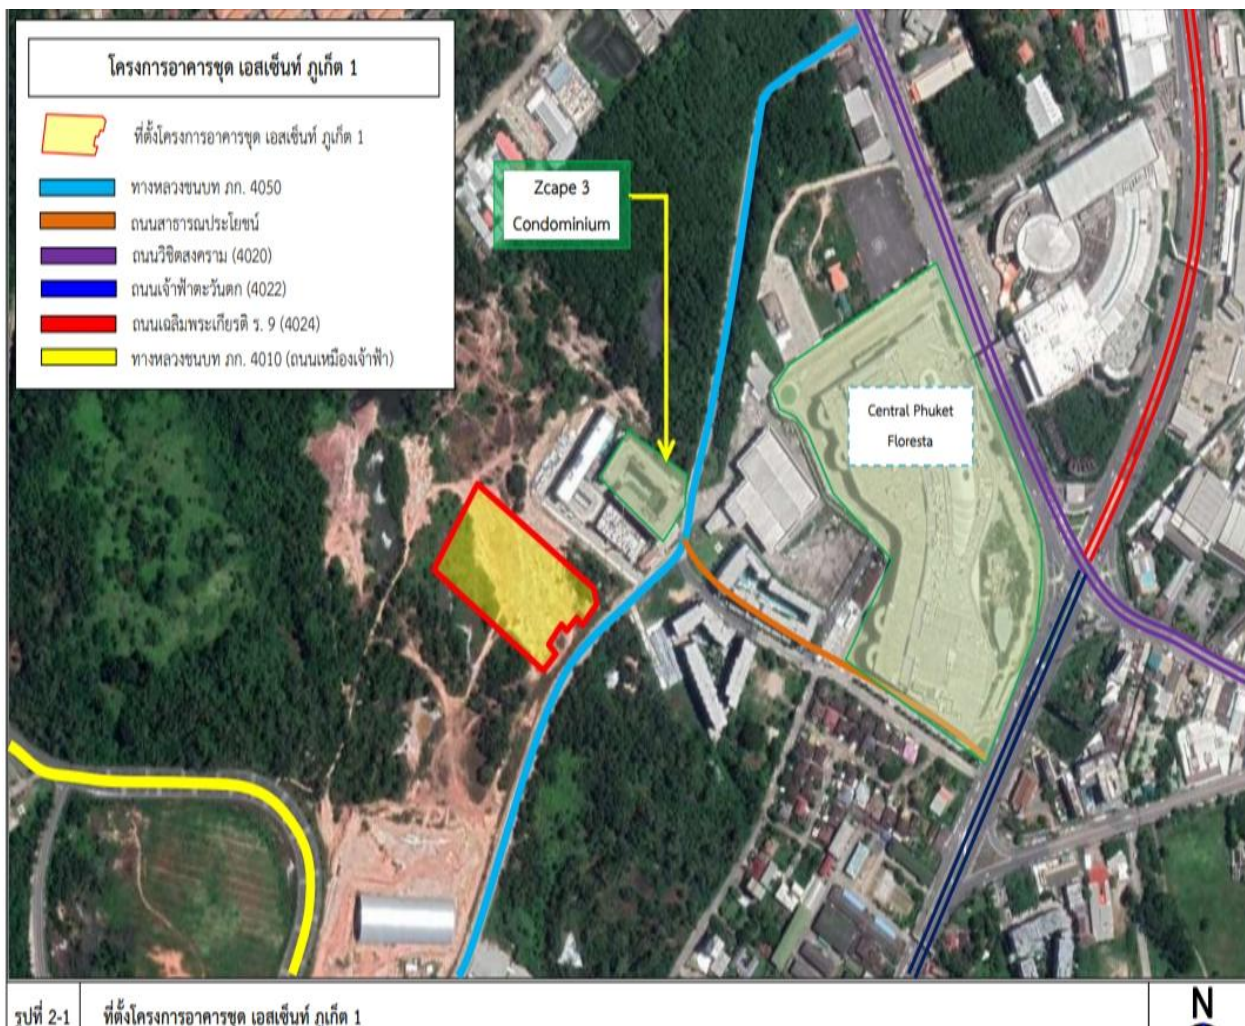 โครงการอาคารชุด เอสเซ็นท์ ภูเก็ต 1
ที่ตั้งโครงการอาคารชุด เอสเซ็นท์ ภูเก็ต 1
ทางหลวงชนบท ภก. 4050
ถนนสาธารณประโยชน์
ถนนวิชิตสงคราม (4020)
ถนนเจ้าฟ้าตะวันตก (4022)
ถนนเฉลิมพระเกียรติ ร. 9 (4024)
ทางหลวงชนบท ภก. 4010 (ถนนเหมืองเจ้าฟ้า)
Zcape 3
Condominium
Central Phuket
Floresta
รูปที่ 2-1 ที่ตั้งโครงการอาคารชุด เอสเซ็นท์ ภูเก็ต 1
N